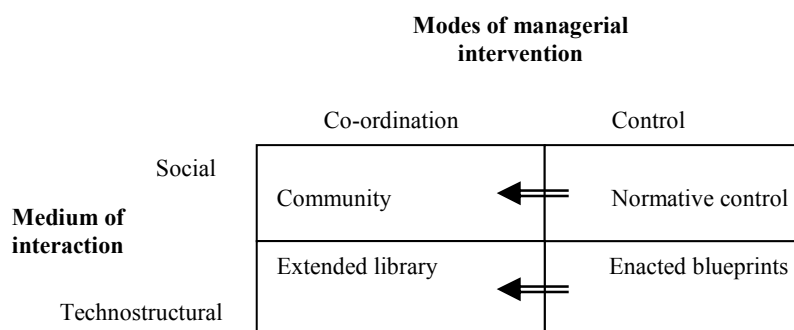 Modes of managerial
intervention
Co-ordination Control
Social
Community Normative control
Medium of
interaction
Extended library Enacted blueprints
Technostructural